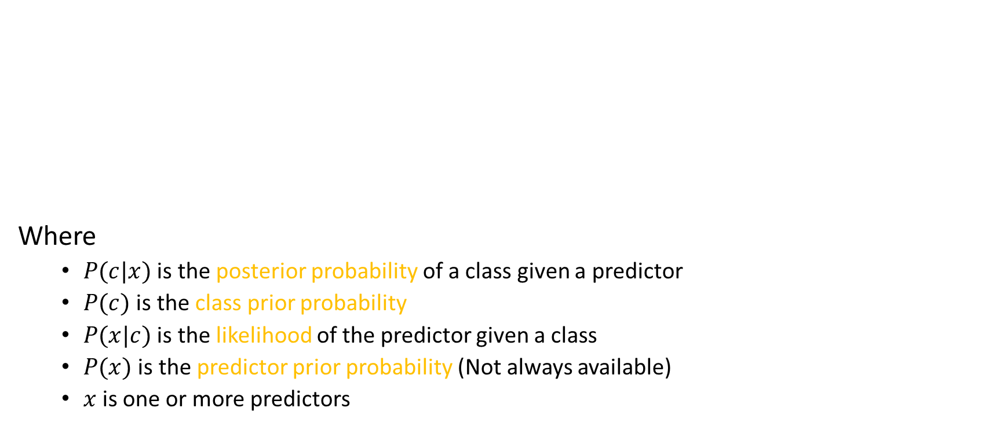 Where
• P(c|x) is the posterior probability of a class given a predictor
• P(c) is the class prior probability
• P(x|c) is the likelihood of the predictor given a class
• P(x) is the predictor prior probability (Not always available)
• x is one or more predictors